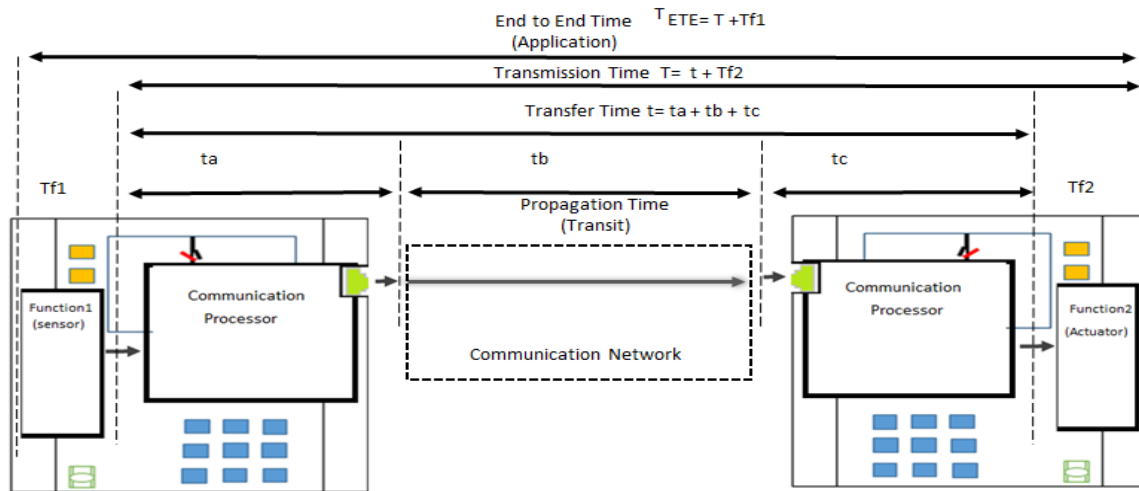 End to End Time T ETE= T +Tf1
(Application)
Transmission Time T= t + Tf2
Transfer Time t= ta + tb + tc
ta tb tc
Tf1 Tf2
Propagation Time
(Transit)
Function1
(sensor)
Communication
Processor
Communication Network
Communication
Processor
Function2
(Actuator)